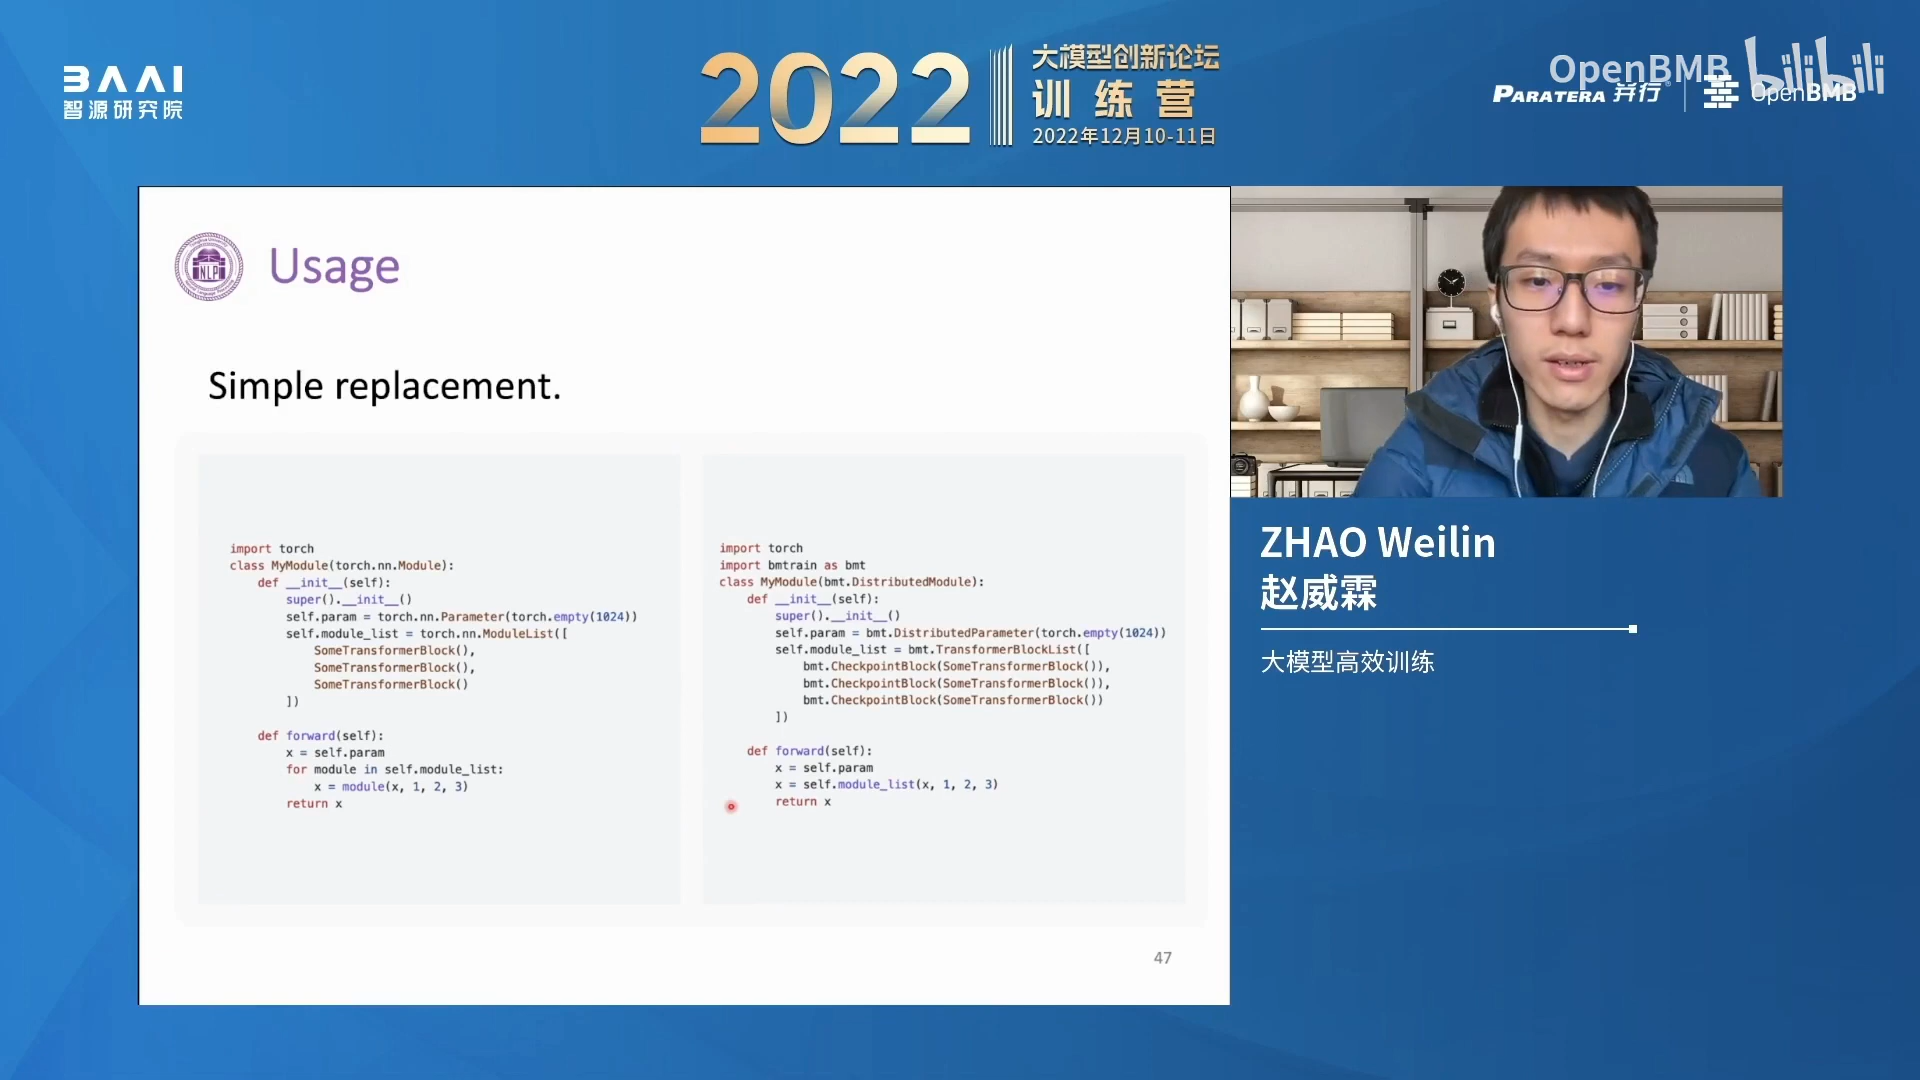 BAAI
智源研究院
2022
大模型创新论坛
训练营
2022年12月10-11日
OpenBMB
bilibili
PARATERA 并行
OpenBMB
NLP
Usage
Simple replacement.
import torch
class MyModule(torch.nn.Module):
    def __init__(self):
        super().__init__()
        self.param = torch.nn.Parameter(torch.empty(1024))
        self.module_list = torch.nn.ModuleList([
            SomeTransformerBlock(),
            SomeTransformerBlock(),
            SomeTransformerBlock()
        ])
    def forward(self):
        x = self.param
        for module in self.module_list:
            x = module(x, 1, 2, 3)
        return x
import torch
import bmtrain as bmt
class MyModule(bmt.DistributedModule):
    def __init__(self):
        super().__init__()
        self.param = bmt.DistributedParameter(torch.empty(1024))
        self.module_list = bmt.TransformerBlockList([
            bmt.CheckpointBlock(SomeTransformerBlock()),
            bmt.CheckpointBlock(SomeTransformerBlock()),
            bmt.CheckpointBlock(SomeTransformerBlock())
        ])
    def forward(self):
        x = self.param
        x = self.module_list(x, 1, 2, 3)
        return x
47
ZHAO Weilin
赵威霖
大模型高效训练